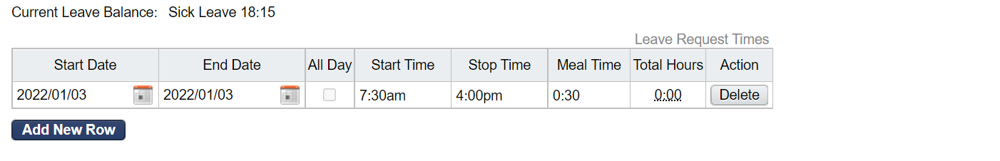 Current Leave Balance: Sick Leave 18:15
Leave Request Times
Start Date End Date All Day Start Time Stop Time Meal Time Total Hours Action
2022/01/03 2022/01/03 7:30am 4:00pm 0:30 0:00 Delete
Add New Row